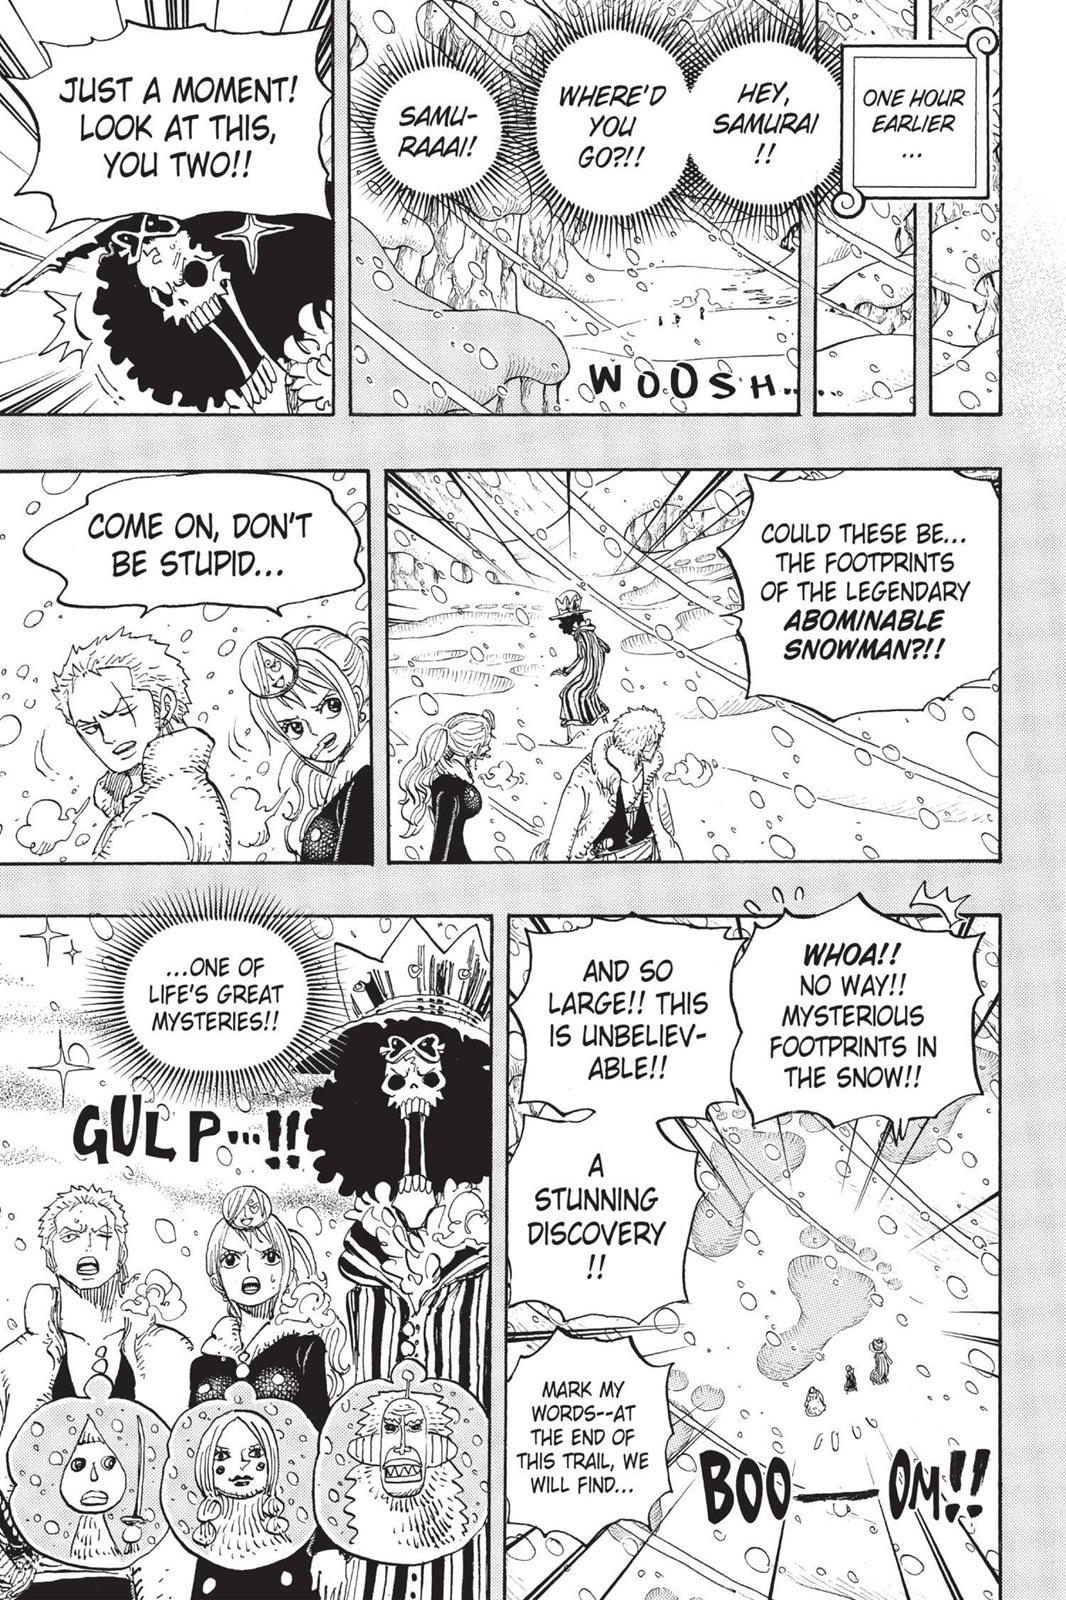 ONE HOUR
EARLIER
...
HEY,
SAMURAI
!!
WHERE'D
YOU
GO?!!
SAMU-
RAAAI!
WOOSH.....
JUST A MOMENT!
LOOK AT THIS,
YOU TWO!!
COULD THESE BE...
THE FOOTPRINTS
OF THE LEGENDARY
ABOMINABLE
SNOWMAN?!!
COME ON, DON'T
BE STUPID...
WHOA!!
NO WAY!!
MYSTERIOUS
FOOTPRINTS IN
THE SNOW!!
AND SO
LARGE!! THIS
IS UNBELIEV-
ABLE!!
A
STUNNING
DISCOVERY
!!
MARK MY
WORDS--AT
THE END OF
THIS TRAIL, WE
WILL FIND...
BOO—OM!!
...ONE OF
LIFE'S GREAT
MYSTERIES!!
GULP...!!